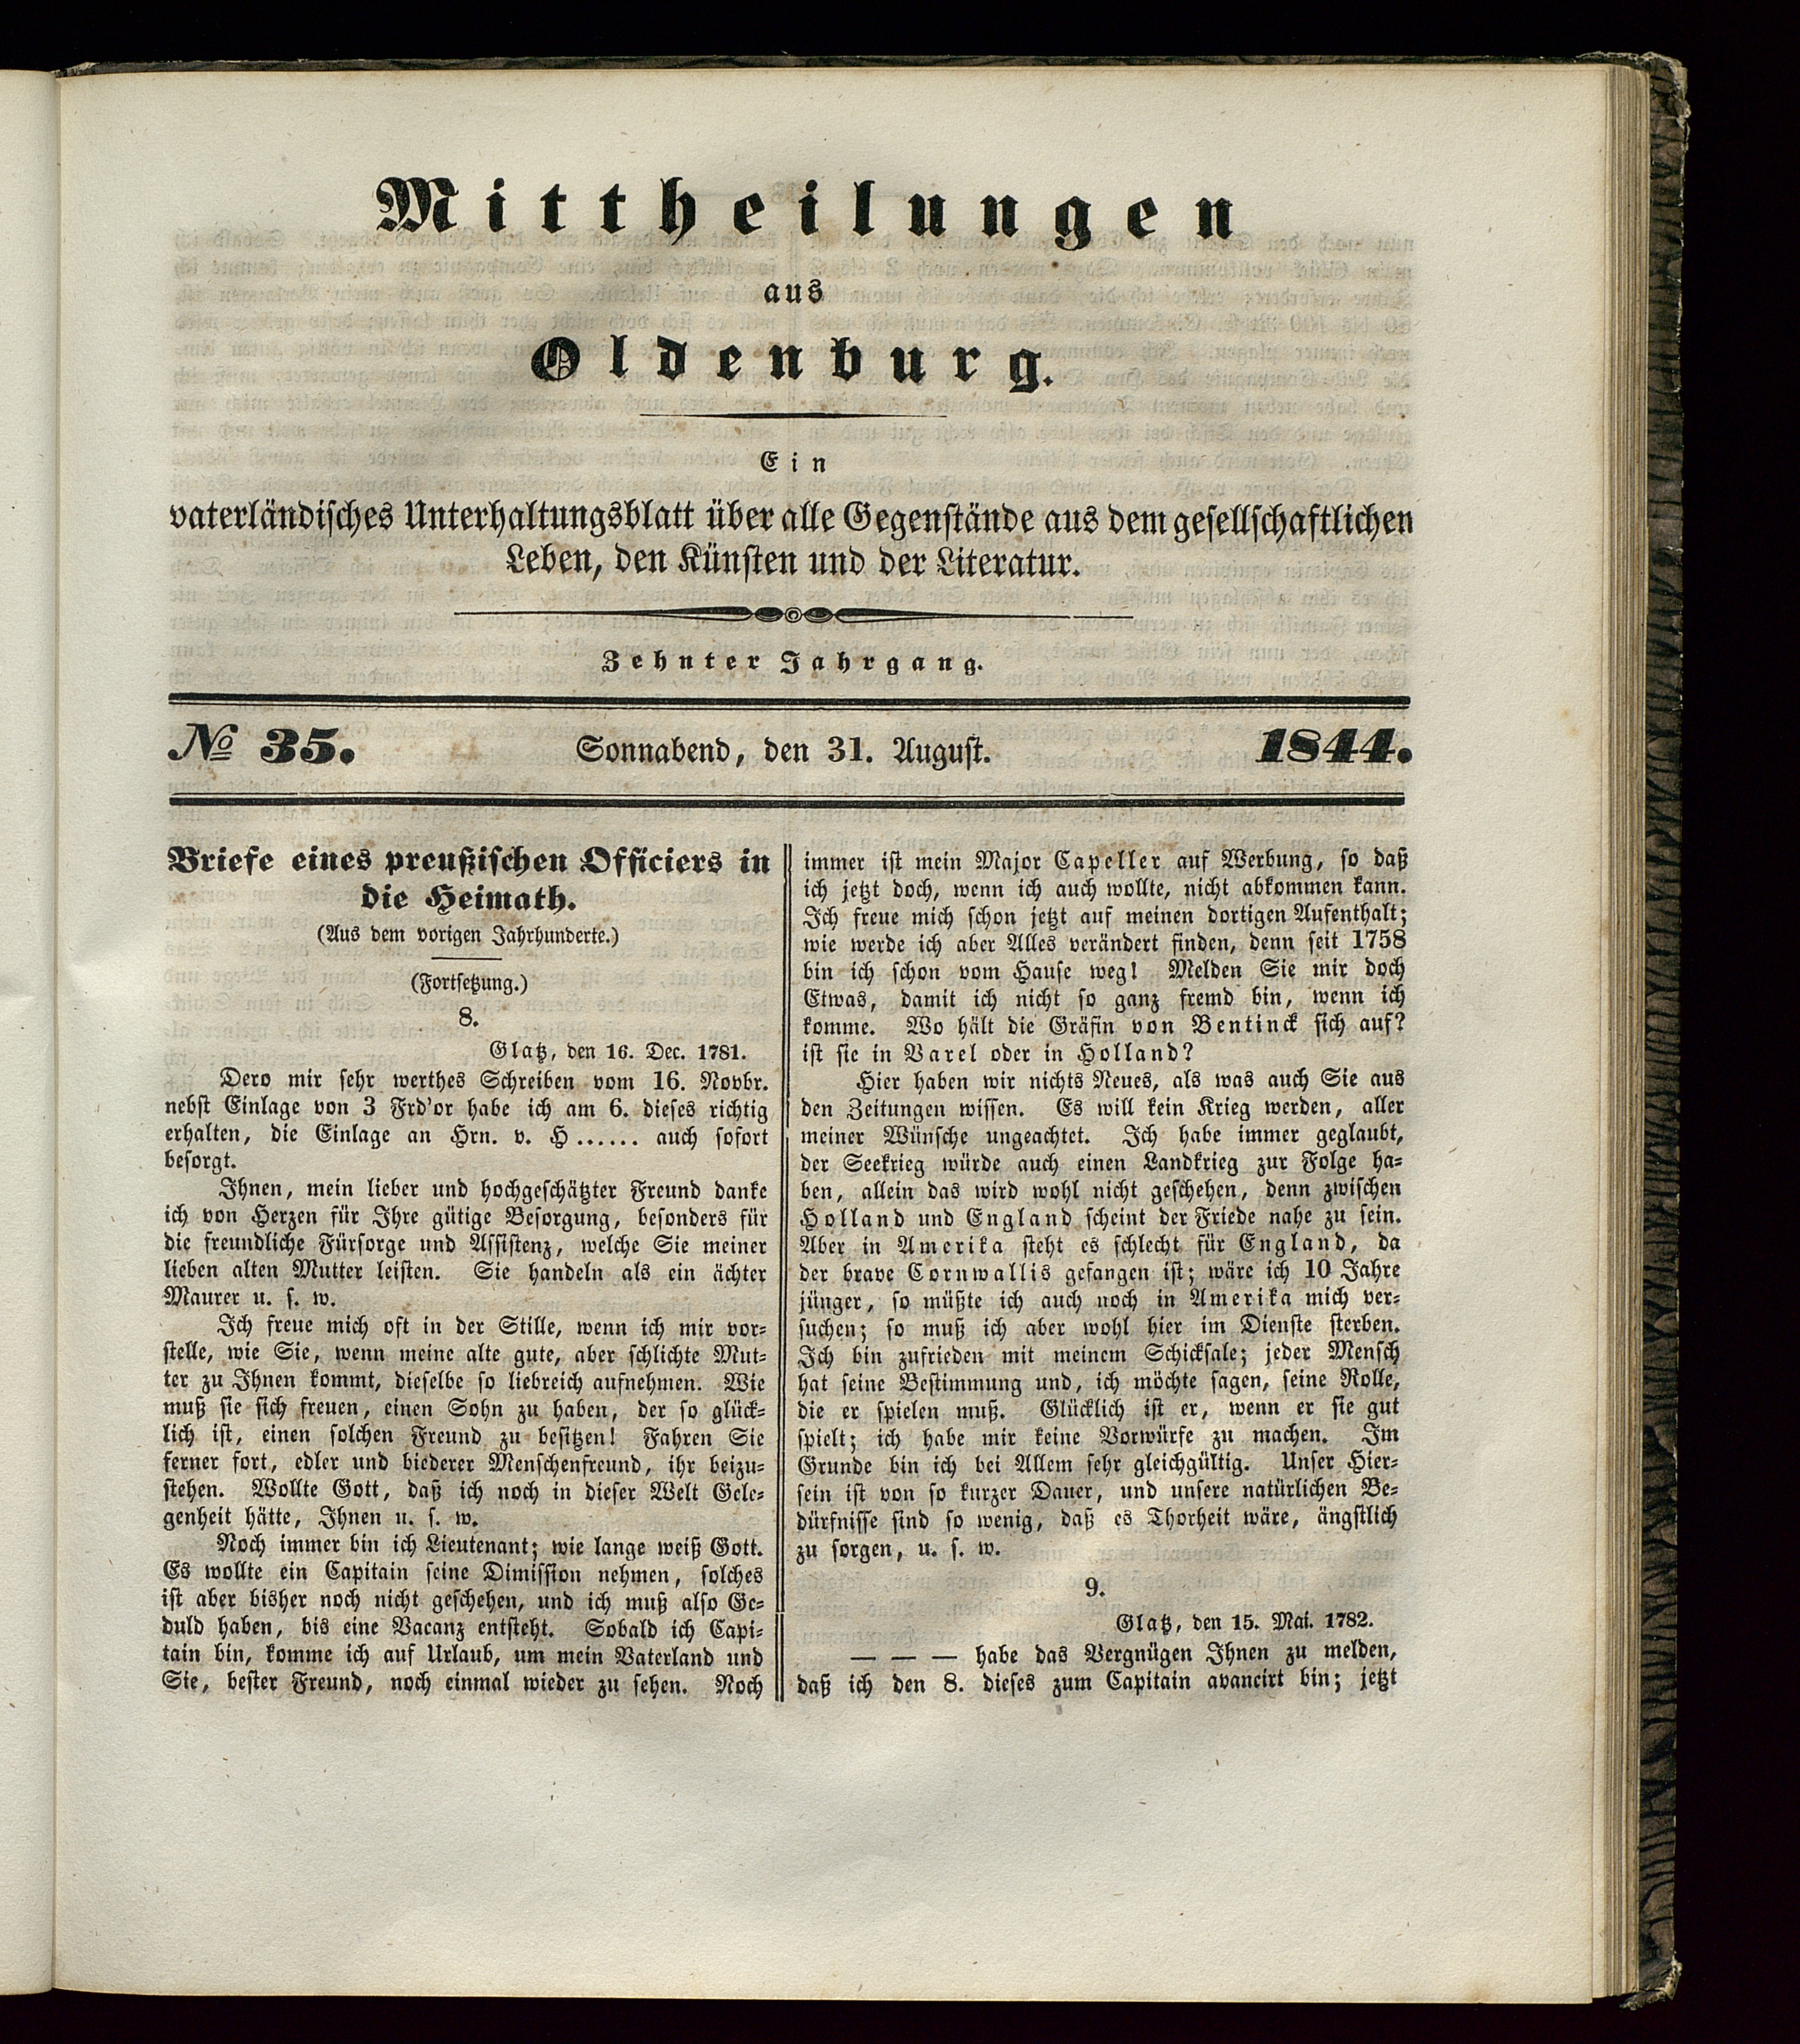 Mittheilungen
aus
Oldenburg.
Ein
vaterländisches Unterhaltungsblatt über alle Gegenstände aus dem gesellschaftlichen
Leben, den Künsten und der Literatur.
Zehnter Jahrgang.
№ 35. Sonnabend, den 31. August. 1844.
Briefe eines preußischen Officiers in
die Heimath.
(Aus dem vorigen Jahrhunderte.)
(Fortsetzung.)
8.
Glatz, den 16. Dec. 1781.
Dero mir sehr werthes Schreiben vom 16. Novbr.
nebst Einlage von 3 Frd'or habe ich am 6. dieses richtig
erhalten, die Einlage an Hrn. v. H...... auch sofort
besorgt.
Ihnen, mein lieber und hochgeschätzter Freund danke
ich von Herzen für Ihre gütige Besorgung, besonders für
die freundliche Fürsorge und Assistenz, welche Sie meiner
lieben alten Mutter leisten. Sie handeln als ein ächter
Maurer u. s. w.
Ich freue mich oft in der Stille, wenn ich mir vor-
stelle, wie Sie, wenn meine alte gute, aber schlichte Mut-
ter zu Ihnen kommt, dieselbe so liebreich aufnehmen. Wie
muß sie sich freuen, einen Sohn zu haben, der so glück-
lich ist, einen solchen Freund zu besitzen! Fahren Sie
ferner fort, edler und biederer Menschenfreund, ihr beizu-
stehen. Wollte Gott, daß ich noch in dieser Welt Gele-
genheit hätte, Ihnen u. s. w.
Noch immer bin ich Lieutenant; wie lange weiß Gott.
Es wollte ein Capitain seine Dimission nehmen, solches
ist aber bisher noch nicht geschehen, und ich muß also Ge-
duld haben, bis eine Vacanz entsteht. Sobald ich Capi-
tain bin, komme ich auf Urlaub, um mein Vaterland und
Sie, bester Freund, noch einmal wieder zu sehen. Noch
immer ist mein Major Capeller auf Werbung, so daß
ich jetzt doch, wenn ich auch wollte, nicht abkommen kann.
Ich freue mich schon jetzt auf meinen dortigen Aufenthalt;
wie werde ich aber Alles verändert finden, denn seit 1758
bin ich schon vom Hause weg! Melden Sie mir doch
Etwas, damit ich nicht so ganz fremd bin, wenn ich
komme. Wo hält die Gräfin von Bentinck sich auf?
ist sie in Varel oder in Holland?
Hier haben wir nichts Neues, als was auch Sie aus
den Zeitungen wissen. Es will kein Krieg werden, aller
meiner Wünsche ungeachtet. Ich habe immer geglaubt,
der Seekrieg würde auch einen Landkrieg zur Folge ha-
ben, allein das wird wohl nicht geschehen, denn zwischen
Holland und England scheint der Friede nahe zu sein.
Aber in Amerika steht es schlecht für England, da
der brave Cornwallis gefangen ist; wäre ich 10 Jahre
jünger, so müßte ich auch noch in Amerika mich ver-
suchen; so muß ich aber wohl hier im Dienste sterben.
Ich bin zufrieden mit meinem Schicksale; jeder Mensch
hat seine Bestimmung und, ich möchte sagen, seine Rolle,
die er spielen muß. Glücklich ist er, wenn er sie gut
spielt; ich habe mir keine Vorwürfe zu machen. Im
Grunde bin ich bei Allem sehr gleichgültig. Unser Hier-
sein ist von so kurzer Dauer, und unsere natürlichen Be-
dürfnisse sind so wenig, daß es Thorheit wäre, ängstlich
zu sorgen, u. s. w.
9.
Glatz, den 15. Mai. 1782.
— — — habe das Vergnügen Ihnen zu melden,
daß ich den 8. dieses zum Capitain avancirt bin; jetzt